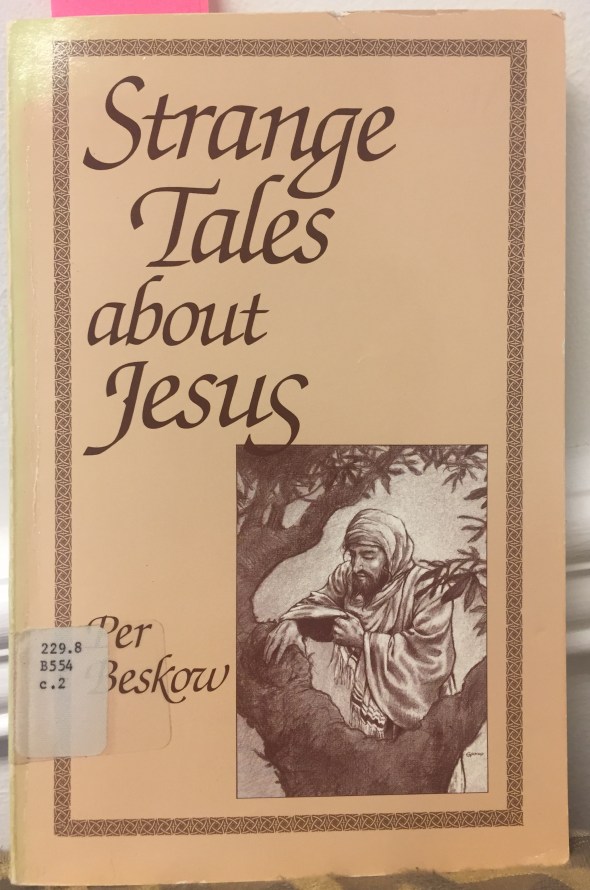 Strange
Tales
about
Jesus
Per
Beskow
229.8
B554
c.2